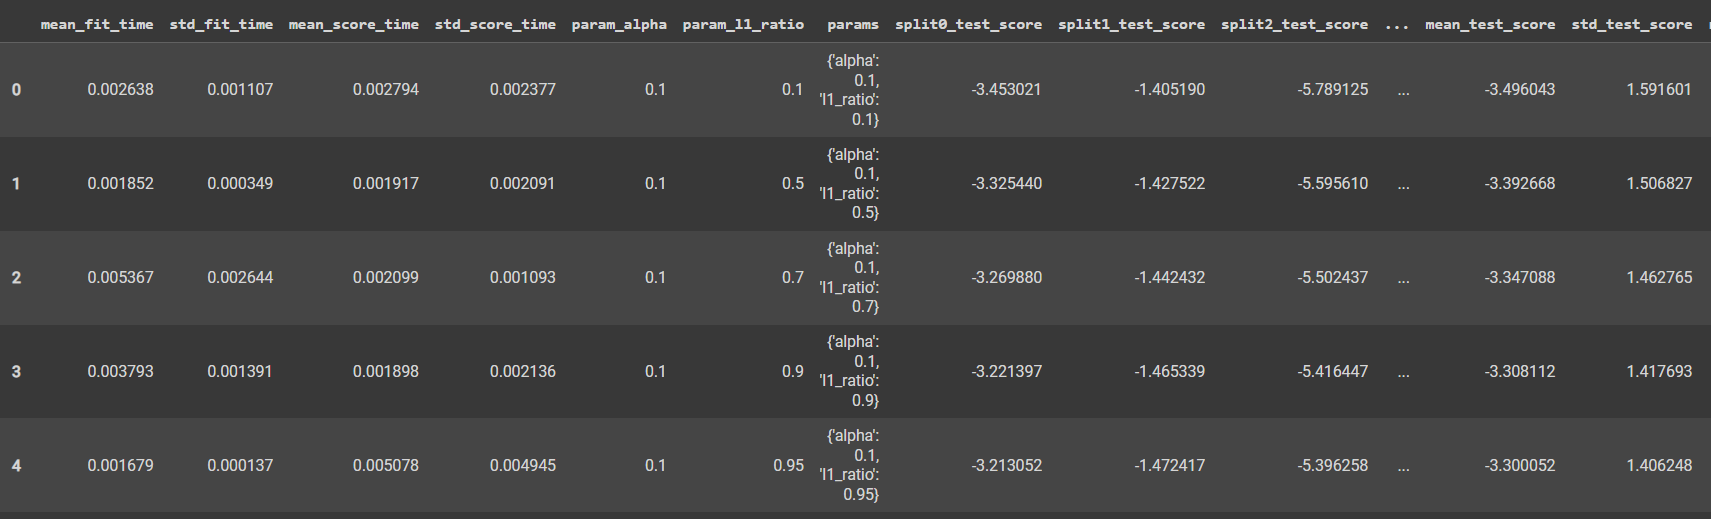 mean_fit_time std_fit_time mean_score_time std_score_time param_alpha param_l1_ratio params split0_test_score split1_test_score split2_test_score ... mean_test_score std_test_score
0 0.002638 0.001107 0.002794 0.002377 0.1 0.1 {'alpha': 0.1, 'l1_ratio': 0.1} -3.453021 -1.405190 -5.789125 ... -3.496043 1.591601
1 0.001852 0.000349 0.001917 0.002091 0.1 0.5 {'alpha': 0.1, 'l1_ratio': 0.5} -3.325440 -1.427522 -5.595610 ... -3.392668 1.506827
2 0.005367 0.002644 0.002099 0.001093 0.1 0.7 {'alpha': 0.1, 'l1_ratio': 0.7} -3.269880 -1.442432 -5.502437 ... -3.347088 1.462765
3 0.003793 0.001391 0.001898 0.002136 0.1 0.9 {'alpha': 0.1, 'l1_ratio': 0.9} -3.221397 -1.465339 -5.416447 ... -3.308112 1.417693
4 0.001679 0.000137 0.005078 0.004945 0.1 0.95 {'alpha': 0.1, 'l1_ratio': 0.95} -3.213052 -1.472417 -5.396258 ... -3.300052 1.406248